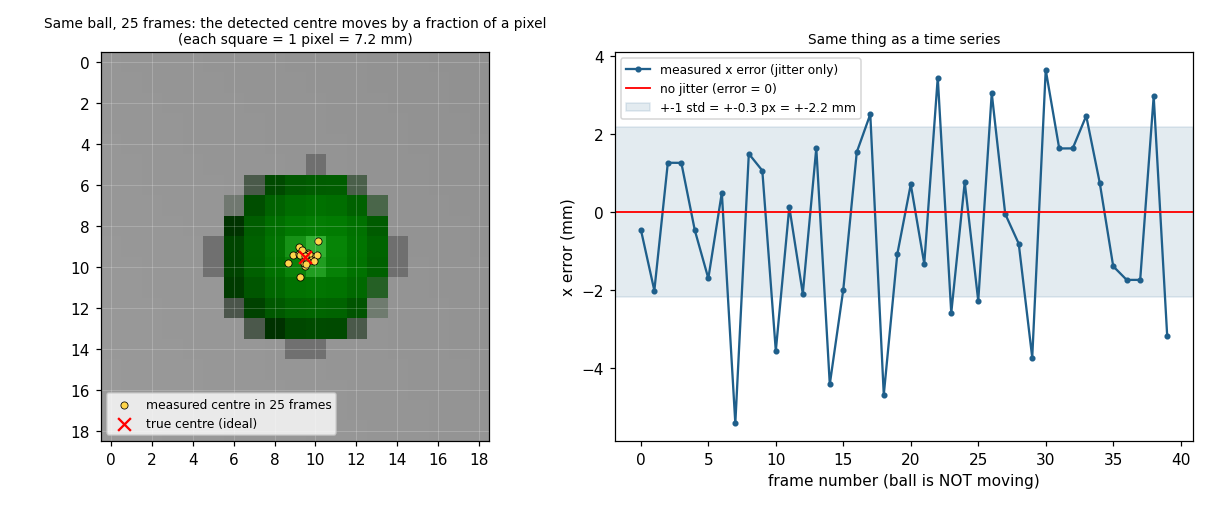 Same ball, 25 frames: the detected centre moves by a fraction of a pixel
(each square = 1 pixel = 7.2 mm)
0
2
4
6
8
10
12
14
16
18
measured centre in 25 frames
true centre (ideal)
0 2 4 6 8 10 12 14 16 18
Same thing as a time series
measured x error (jitter only)
no jitter (error = 0)
+-1 std = +-0.3 px = +-2.2 mm
x error (mm)
4
2
0
−2
−4
0 5 10 15 20 25 30 35 40
frame number (ball is NOT moving)